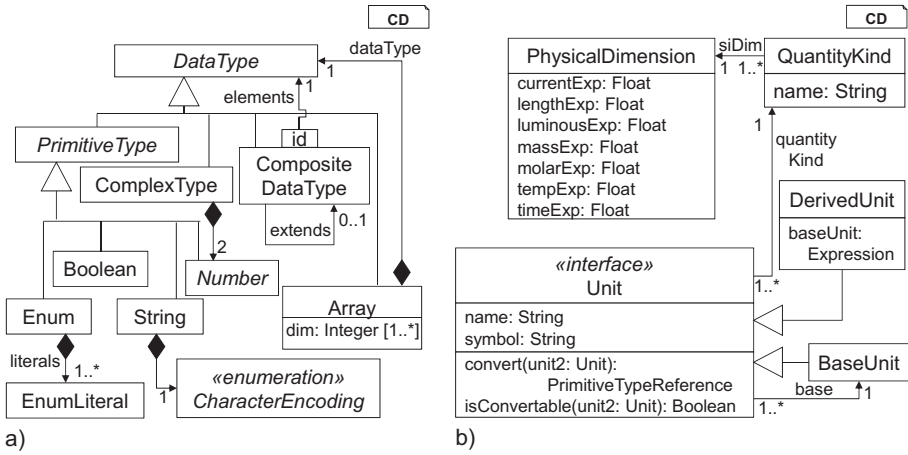 CD
DataType
dataType
1
1
elements
id
PrimitiveType
ComplexType
Composite
DataType
0..1
extends
2
Boolean
Number
Enum
String
Array
dim: Integer [1..*]
literals
1..*
1
EnumLiteral
«enumeration»
CharacterEncoding
a)
CD
PhysicalDimension
currentExp: Float
lengthExp: Float
luminousExp: Float
massExp: Float
molarExp: Float
tempExp: Float
timeExp: Float
siDim
1
1..*
QuantityKind
name: String
1
quantity
Kind
DerivedUnit
baseUnit:
Expression
«interface»
Unit
1..*
name: String
symbol: String
convert(unit2: Unit):
PrimitiveTypeReference
isConvertable(unit2: Unit): Boolean
BaseUnit
base
1..*
1
b)